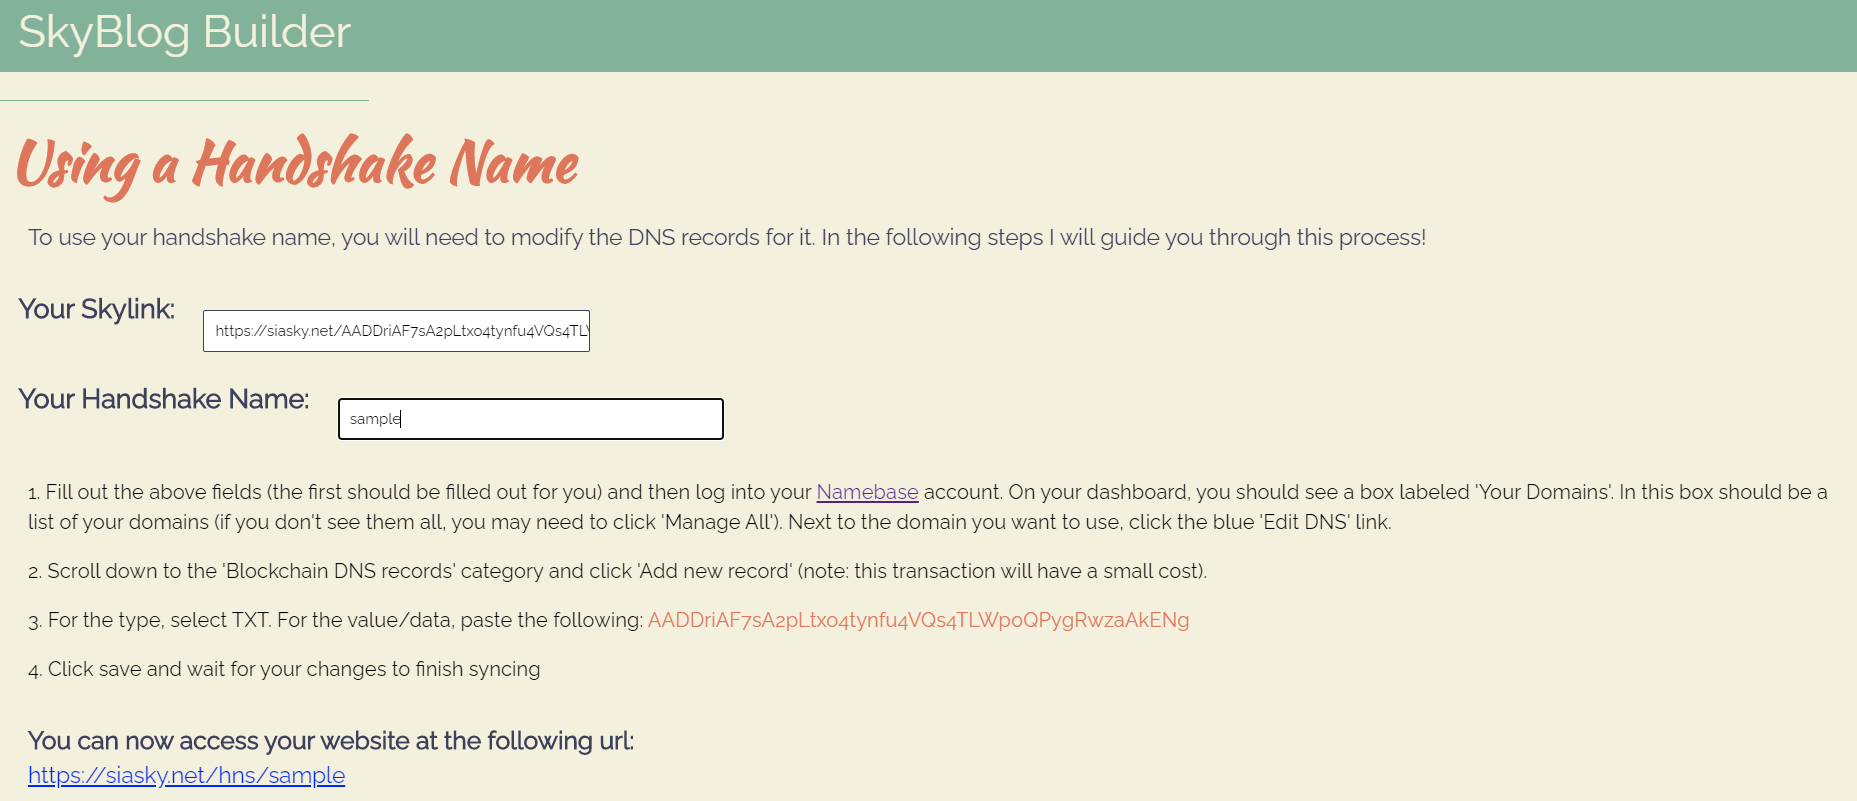 SkyBlog Builder
Using a Handshake Name
To use your handshake name, you will need to modify the DNS records for it. In the following steps I will guide you through this process!
Your Skylink:
https://siasky.net/AADDriAF7sA2pLtxo4tynfu4VQs4TLW
Your Handshake Name:
sample
1. Fill out the above fields (the first should be filled out for you) and then log into your Namebase account. On your dashboard, you should see a box labeled 'Your Domains'. In this box should be a
list of your domains (if you don't see them all, you may need to click 'Manage All'). Next to the domain you want to use, click the blue 'Edit DNS' link.
2. Scroll down to the 'Blockchain DNS records' category and click 'Add new record' (note: this transaction will have a small cost).
3. For the type, select TXT. For the value/data, paste the following: AADDriAF7sA2pLtxo4tynfu4VQs4TLWpoQPygRwzaAkENg
4. Click save and wait for your changes to finish syncing
You can now access your website at the following url:
https://siasky.net/hns/sample